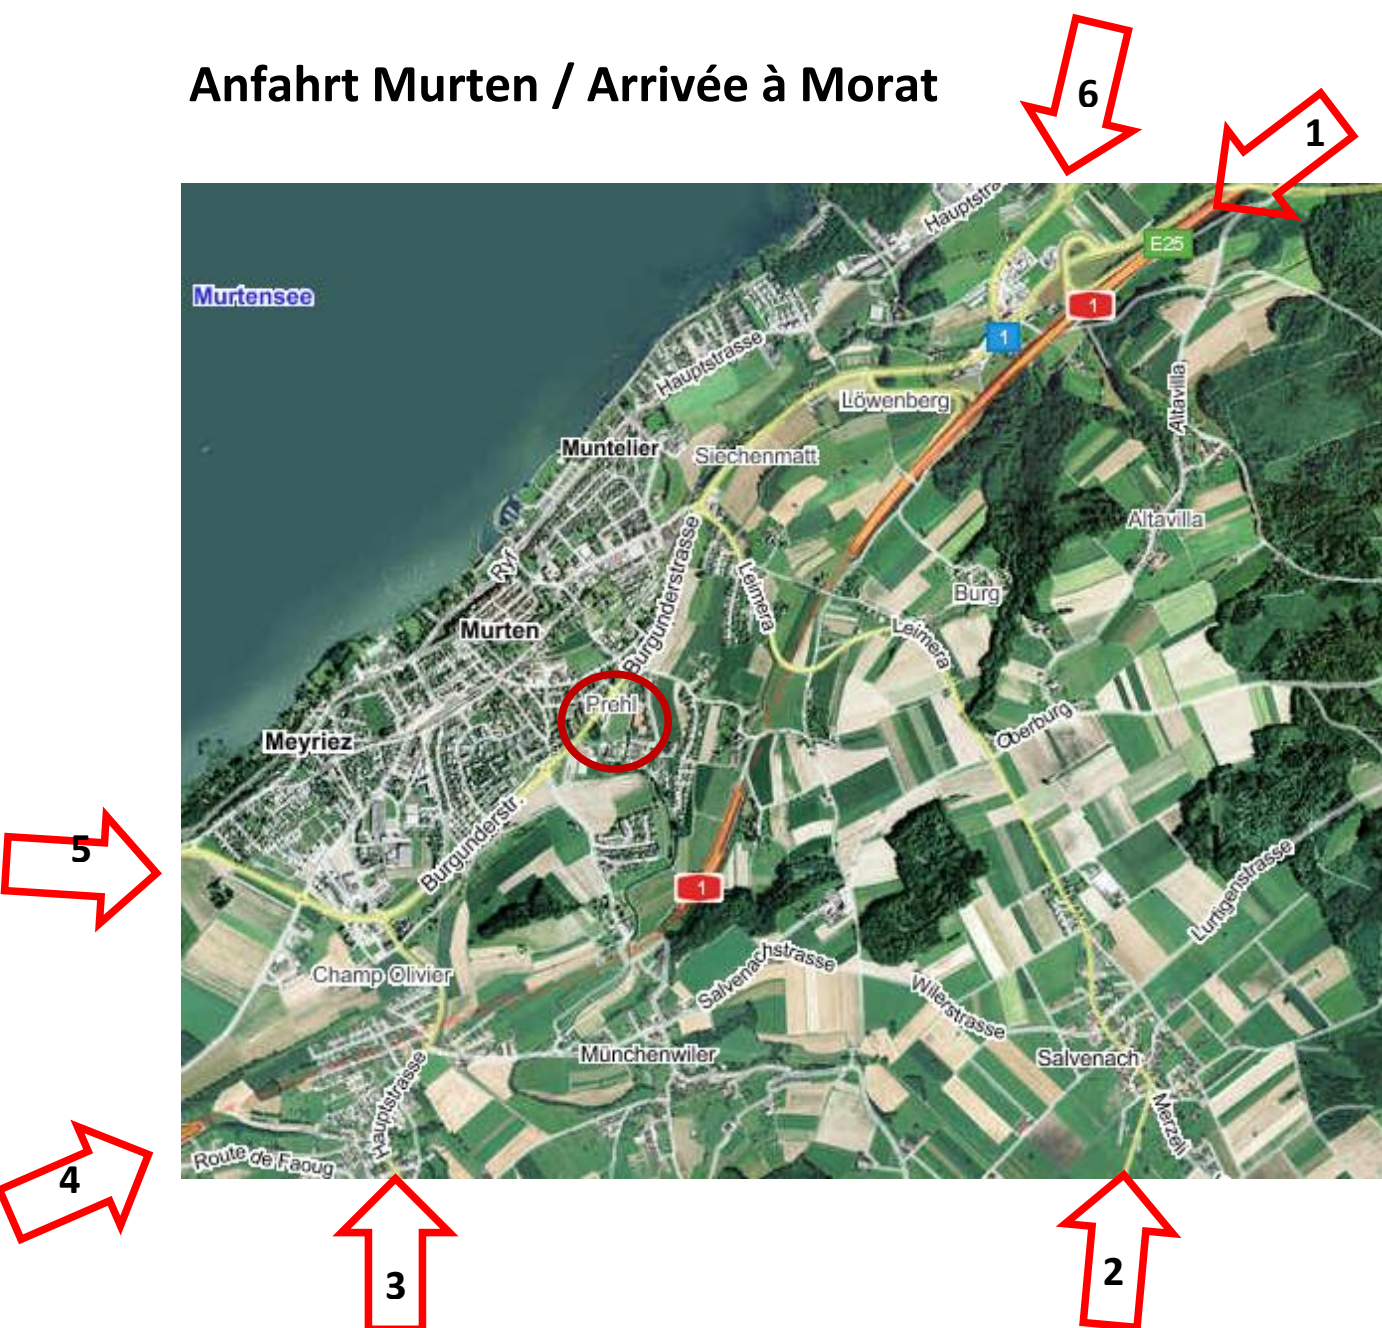 Anfahrt Murten / Arrivée à Morat
6
1
Hauptstra
E25
Murtensee
1
1
Hauptstrasse
Löwenberg
Altavilla
Muntelier
Siechenmatt
Altavilla
Ryf
Burgunderstrasse
Leimera
Burg
Murten
Leimera
Prehl
Oberburg
Meyriez
Burgunderstr.
5
1
Lurtigenstrasse
Champ Olivier
Salvenachstrasse
Wilerstrasse
Münchenwiler
Salvenach
Hauptstrasse
Merzeli
Route de Faoug
4
3
2